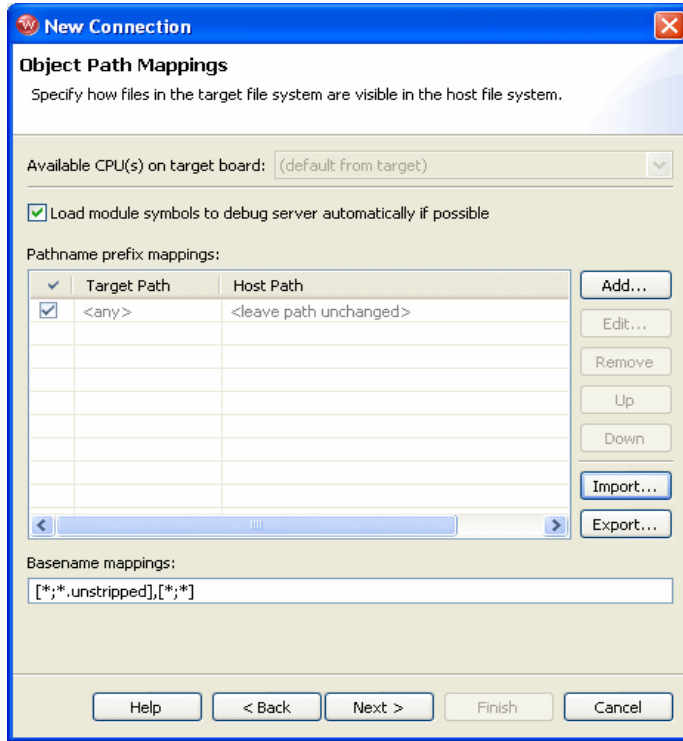 New Connection
Object Path Mappings
Specify how files in the target file system are visible in the host file system.
Available CPU(s) on target board: (default from target)
Load module symbols to debug server automatically if possible
Pathname prefix mappings:
Target Path Host Path Add...
<any> <leave path unchanged>
Edit...
Remove
Up
Down
Import...
Export...
Basename mappings:
[*;*.unstripped],[*;*]
Help < Back Next > Finish Cancel